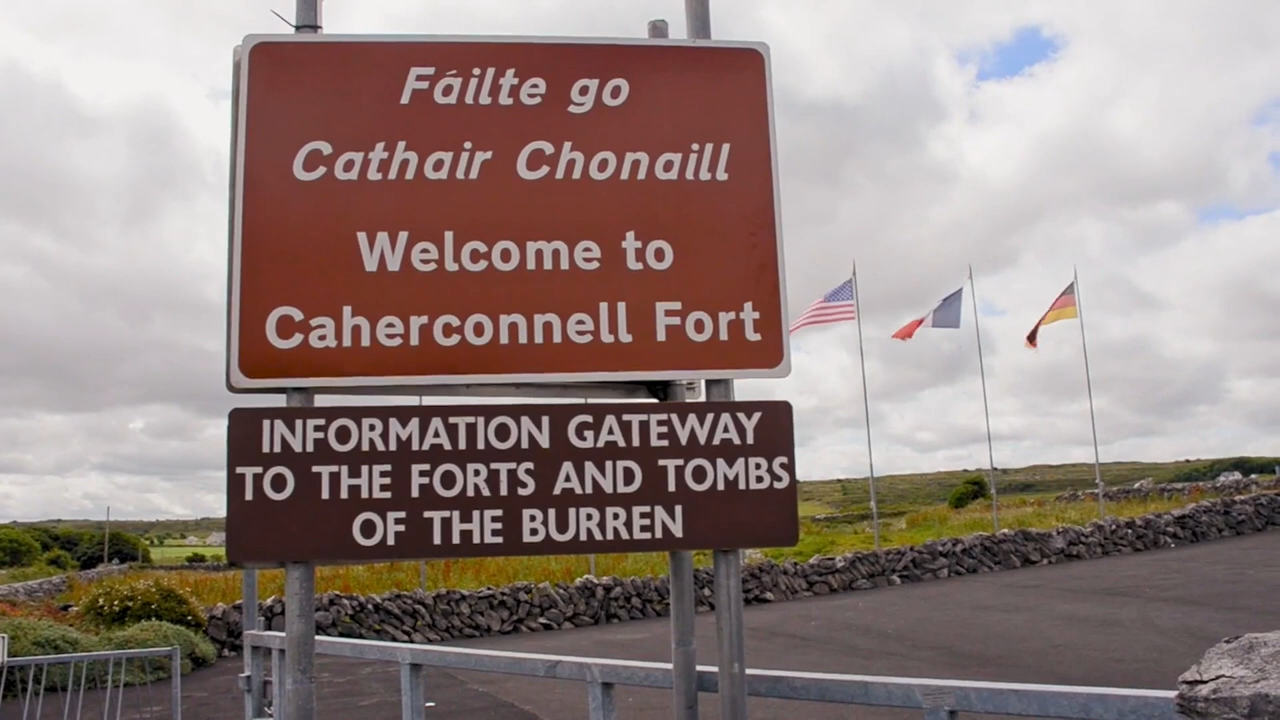 Fáilte go
Cathair Chonaill
Welcome to
Caherconnell Fort
INFORMATION GATEWAY
TO THE FORTS AND TOMBS
OF THE BURREN